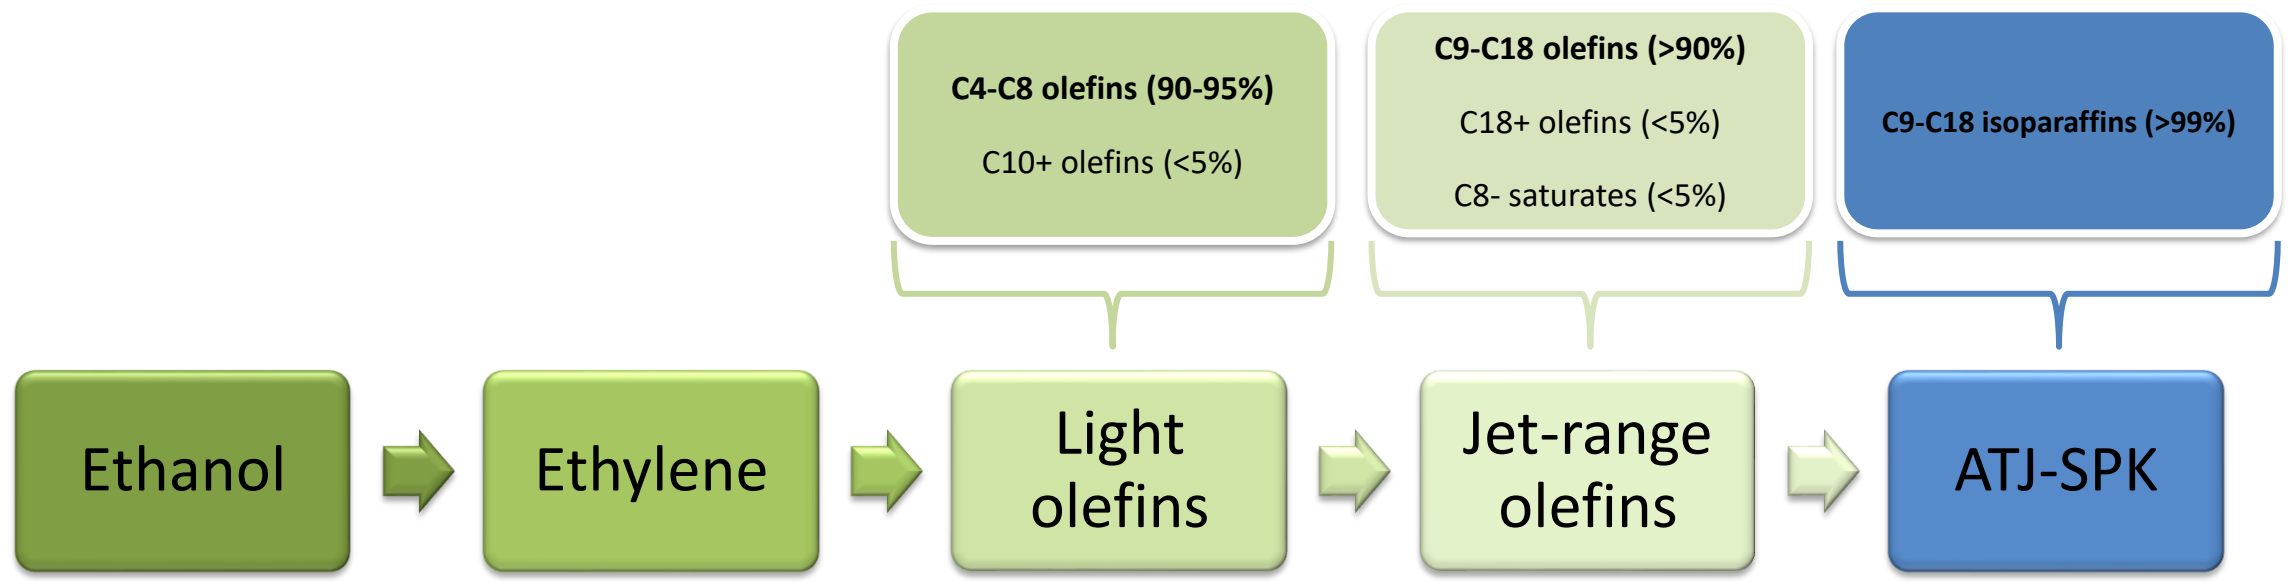 C4-C8 olefins (90-95%)
C10+ olefins (<5%)
C9-C18 olefins (>90%)
C18+ olefins (<5%)
C8- saturates (<5%)
C9-C18 isoparaffins (>99%)
Ethanol
Ethylene
Light
olefins
Jet-range
olefins
ATJ-SPK